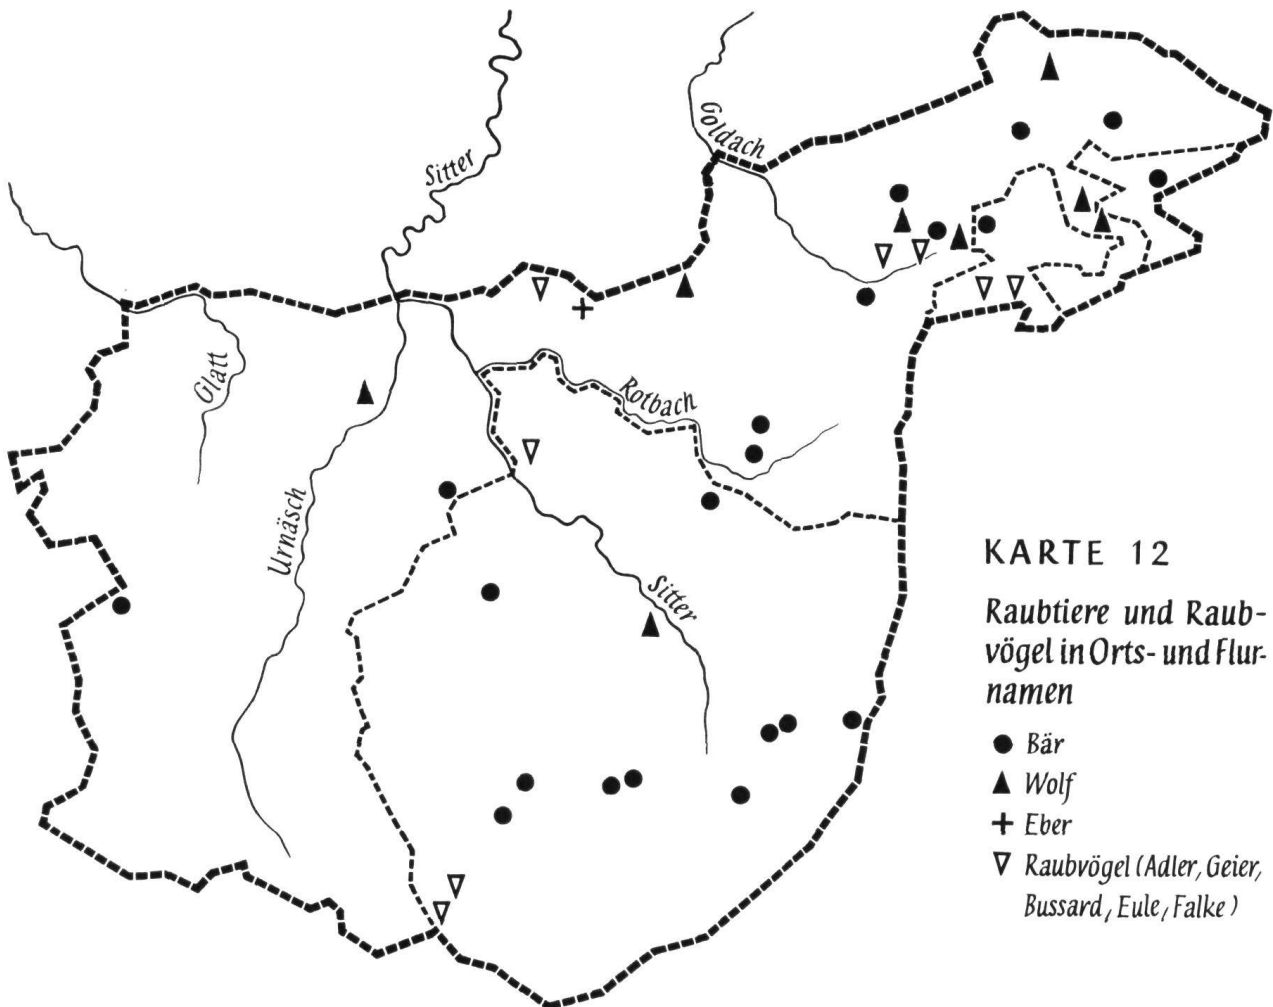 Goldach
Sitter
Glatt
Rotbach
Urnäsch
Sitter
KARTE 12
Raubtiere und Raub-
vögel in Orts- und Flur-
namen
Bär
Wolf
Eber
Raubvögel (Adler, Geier,
Bussard, Eule, Falke)